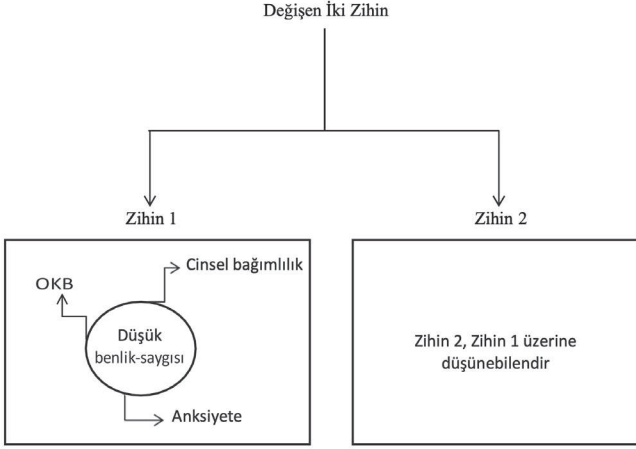 Değişen İki Zihin
Zihin 1
Zihin 2
Cinsel bağımlılık
OKB
Düşük
benlik-saygısı
Anksiyete
Zihin 2, Zihin 1 üzerine
düşünebilendir